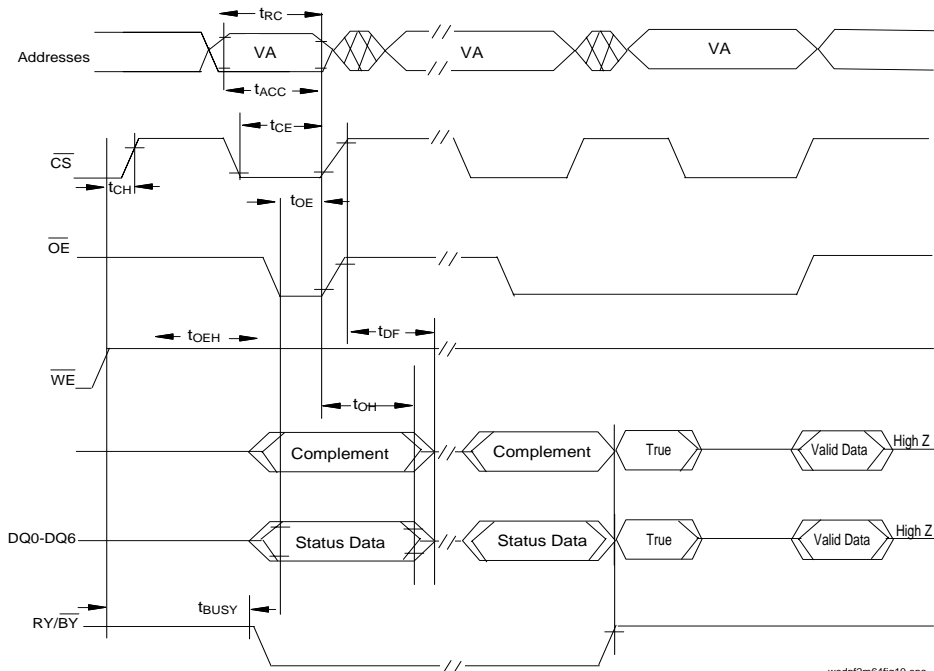 tRC
Addresses VA VA VA
tACC
tCE
CS
tCH
tOE
OE
tOEH tDF
WE
tOH
Complement Complement True Valid Data High Z
DQ0-DQ6 Status Data Status Data True Valid Data High Z
tBUSY
RY/BY